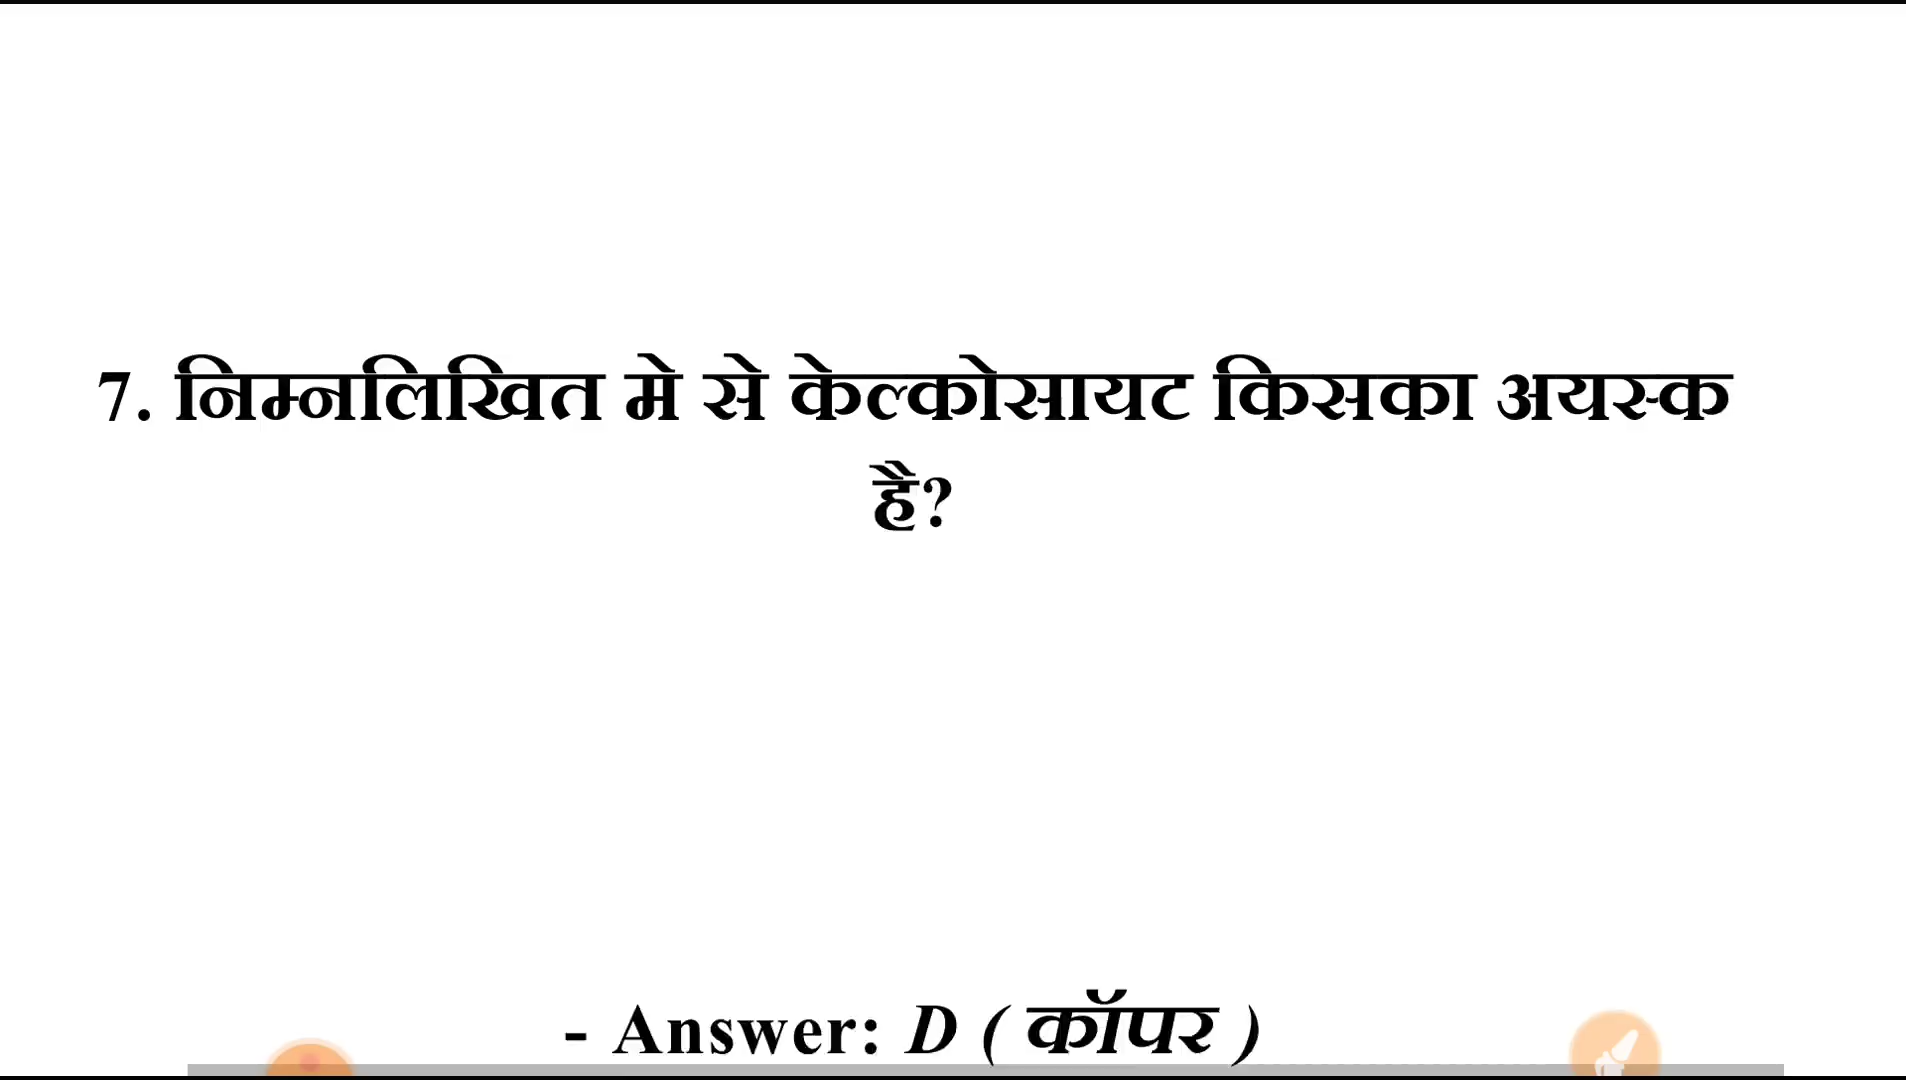 7. निम्नलिखित मे से केल्कोसायट किसका अयस्क
है?
- Answer: D ( कॉपर )